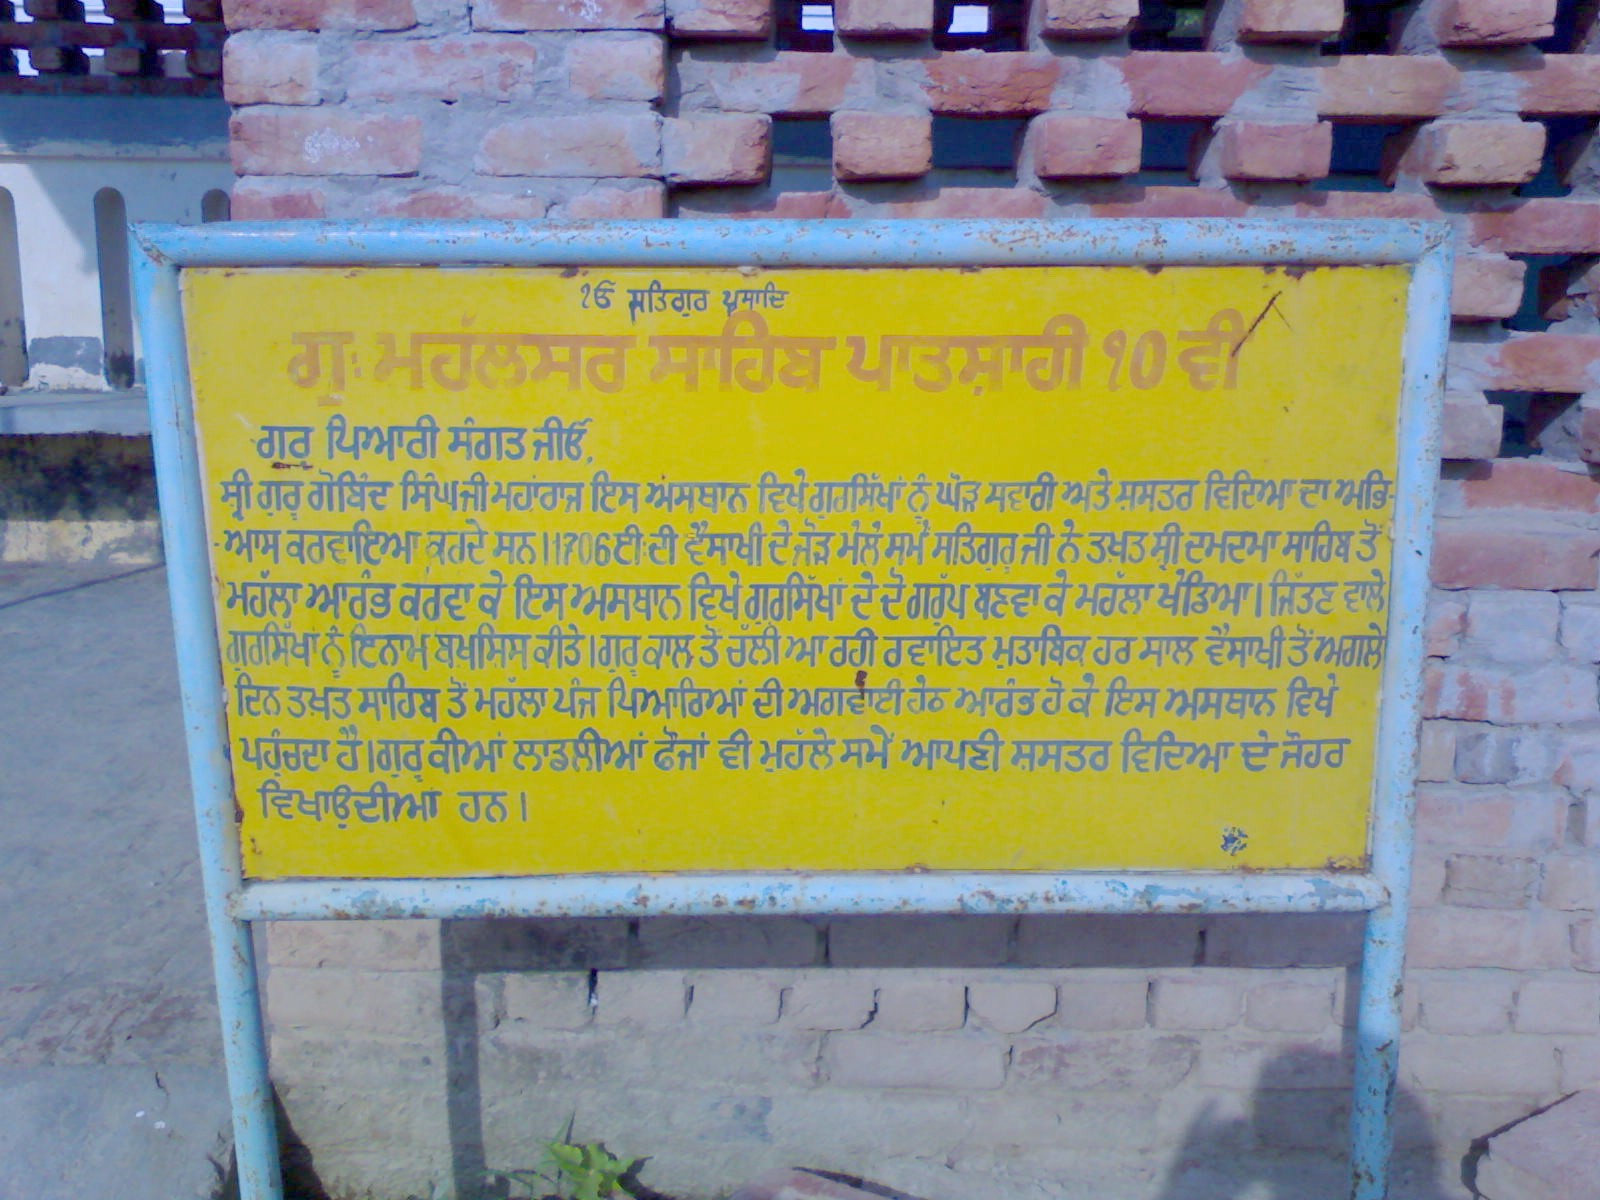 ੴ ਸਤਿਗੁਰ ਪ੍ਰਸਾਦਿ
ਗੁ: ਮਹੱਲਸਰ ਸਾਹਿਬ ਪਾਤਸ਼ਾਹੀ ੧0 ਵੀਂ
ਗੁਰੂ ਪਿਆਰੀ ਸੰਗਤ ਜੀਓ,
ਸ੍ਰੀ ਗੁਰੂ ਗੋਬਿੰਦ ਸਿੰਘ ਜੀ ਮਹਾਂਰਾਜ ਇਸ ਅਸਥਾਨ ਵਿਖੇ ਗੁਰਸਿੱਖਾਂ ਨੂੰ ਘੋੜ ਸਵਾਰੀ ਅਤੇ ਸ਼ਸਤਰ ਵਿਦਿਆ ਦਾ ਅਭਿ-
-ਆਸ ਕਰਵਾਇਆ ਕਰਦੇ ਸਨ। 1706 ਈ: ਦੀ ਵੈਸਾਖੀ ਦੇ ਜੋੜ ਮੇਲੇ ਸਮੇਂ ਸਤਿਗੁਰੂ ਜੀ ਨੇ ਤਖ਼ਤ ਸ੍ਰੀ ਦਮਦਮਾ ਸਾਹਿਬ ਤੋਂ
ਮਹੱਲਾ ਆਰੰਭ ਕਰਵਾ ਕੇ ਇਸ ਅਸਥਾਨ ਵਿਖੇ ਗੁਰਸਿੱਖਾਂ ਦੇ ਦੋ ਗਰੁੱਪ ਬਣਵਾ ਕੇ ਮਹੱਲਾ ਖੇਡਿਆ। ਜਿੱਤਣ ਵਾਲੇ
ਗੁਰਸਿੱਖਾਂ ਨੂੰ ਇਨਾਮ ਬਖਸ਼ਿਸ਼ ਕੀਤੇ। ਗੁਰੂ ਕਾਲ ਤੋਂ ਚੱਲੀ ਆ ਰਹੀ ਰਵਾਇਤ ਮੁਤਾਬਿਕ ਹਰ ਸਾਲ ਵੈਸਾਖੀ ਤੋਂ ਅਗਲੇ
ਦਿਨ ਤਖ਼ਤ ਸਾਹਿਬ ਤੋਂ ਮਹੱਲਾ ਪੰਜ ਪਿਆਰਿਆਂ ਦੀ ਅਗਵਾਈ ਹੇਠ ਆਰੰਭ ਹੋ ਕੇ ਇਸ ਅਸਥਾਨ ਵਿਖੇ
ਪਹੁੰਚਦਾ ਹੈ। ਗੁਰੂ ਕੀਆਂ ਲਾਡਲੀਆਂ ਫੌਜਾਂ ਵੀ ਮੁਹੱਲੇ ਸਮੇਂ ਆਪਣੀ ਸ਼ਸਤਰ ਵਿਦਿਆ ਦੇ ਜੌਹਰ
ਵਿਖਾਉਂਦੀਆਂ ਹਨ।